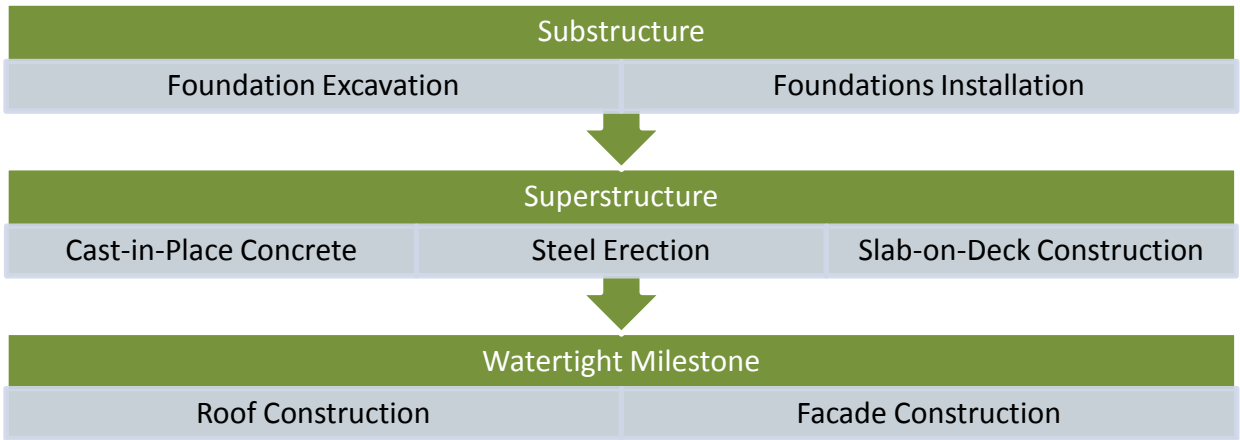 Substructure
Foundation Excavation
Foundations Installation
Superstructure
Cast-in-Place Concrete
Steel Erection
Slab-on-Deck Construction
Watertight Milestone
Roof Construction
Facade Construction